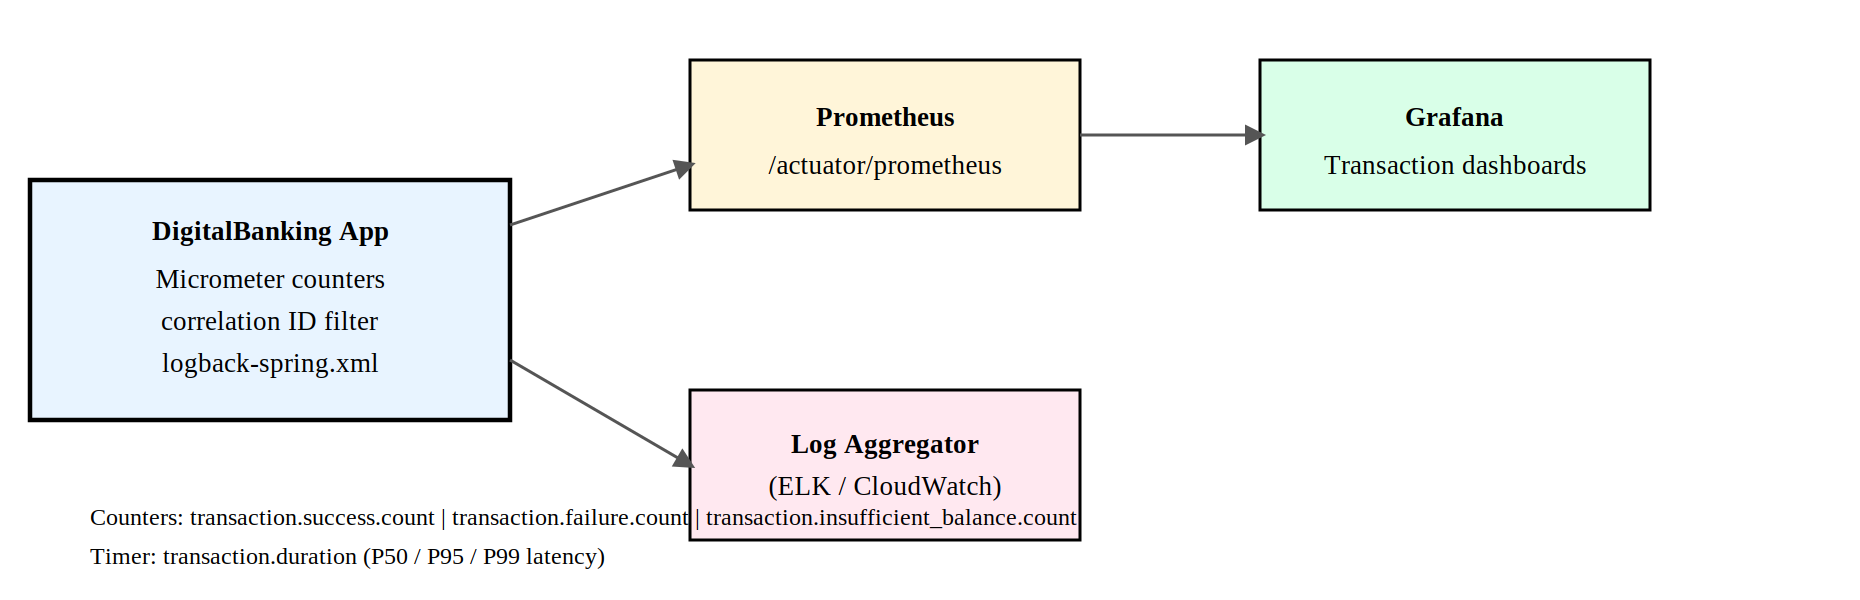 Prometheus
/actuator/prometheus
Grafana
Transaction dashboards
DigitalBanking App
Micrometer counters
correlation ID filter
logback-spring.xml
Log Aggregator
(ELK / CloudWatch)
Counters: transaction.success.count | transaction.failure.count | transaction.insufficient_balance.count
Timer: transaction.duration (P50 / P95 / P99 latency)